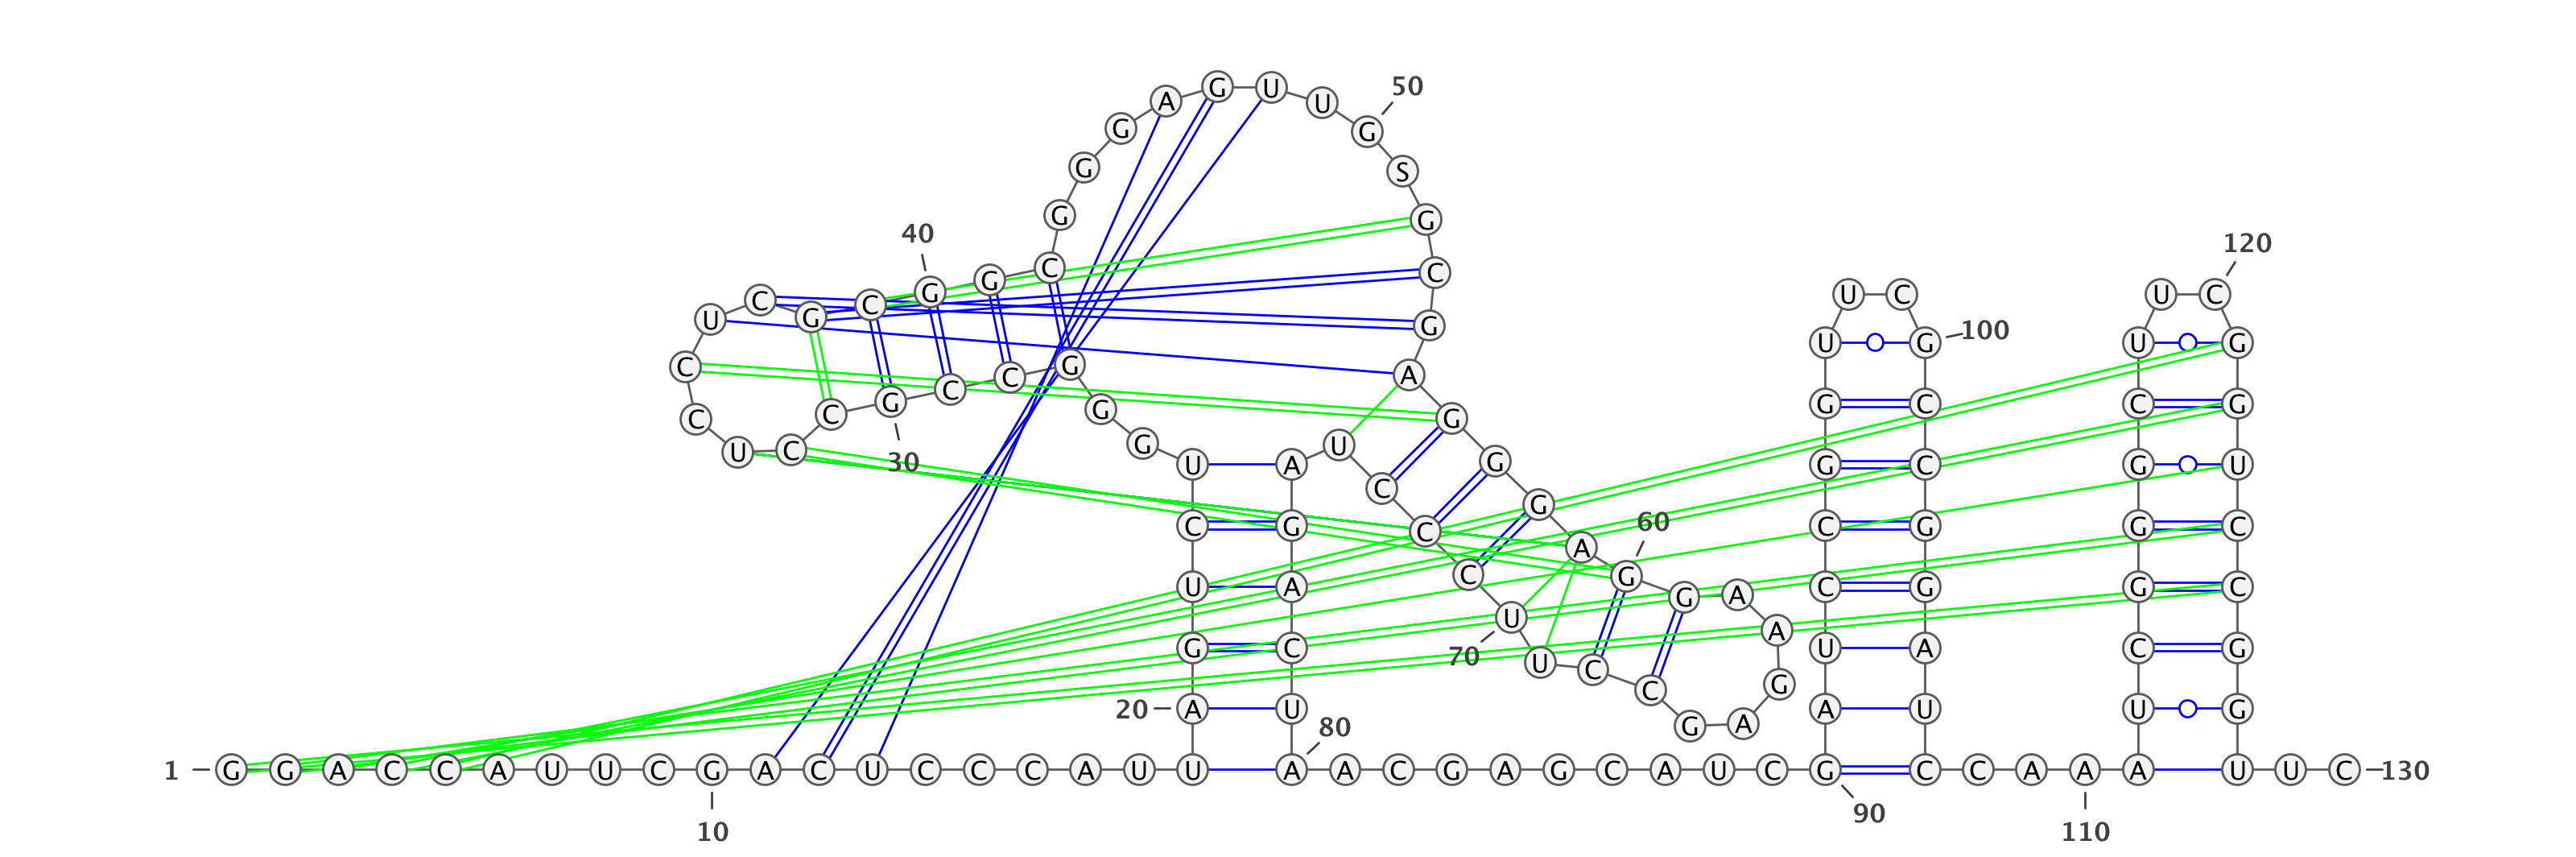 1
G G A C C A U U C G
10
A C U C C C A U U A
20
G U C U G G G C C G
30
C C U C C U C G C G
40
G C G G G A G U U G
50
S G C G A G G G A G
60
G A A G A G C C U U
70
C C C U A G A C U A
80
A C G A G C A U C G
90
A U C C G G U U C G
100
C C G G A U C C A A
110
A U C G G G C U U C
120
G G U C C G G U U C
130